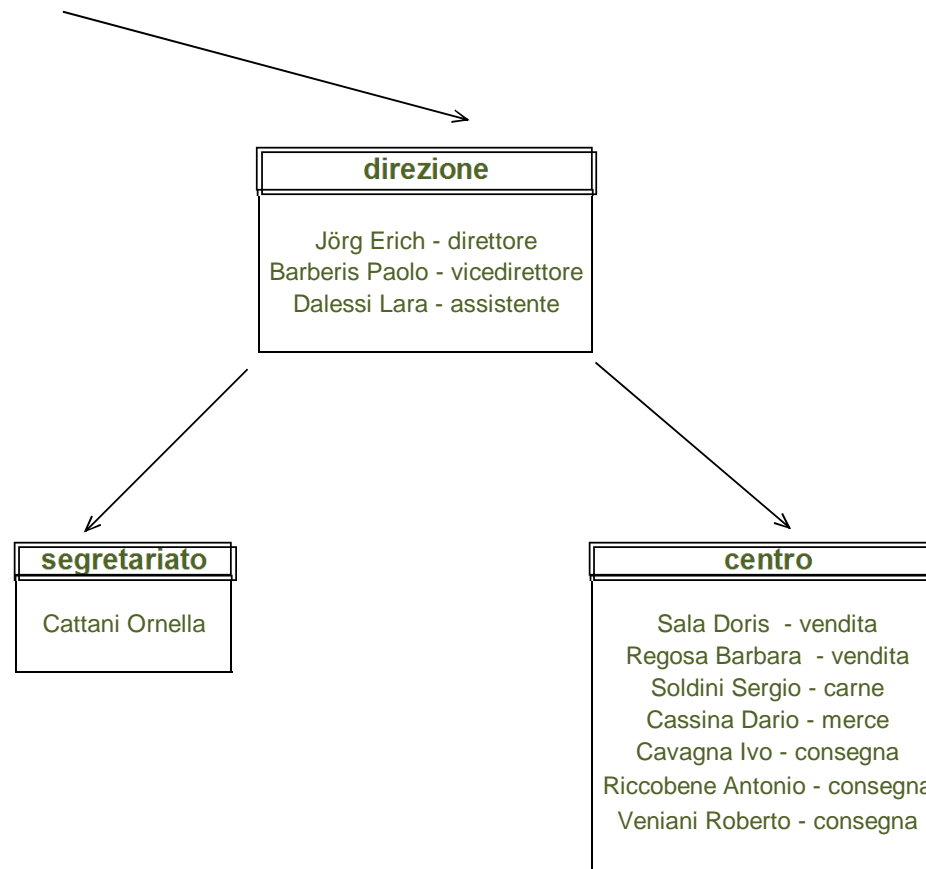 direzione
Jörg Erich - direttore
Barberis Paolo - vicedirettore
Dalessi Lara - assistente
segretariato
Cattani Ornella
centro
Sala Doris - vendita
Regosa Barbara - vendita
Soldini Sergio - carne
Cassina Dario - merce
Cavagna Ivo - consegna
Riccobene Antonio - consegna
Veniani Roberto - consegna